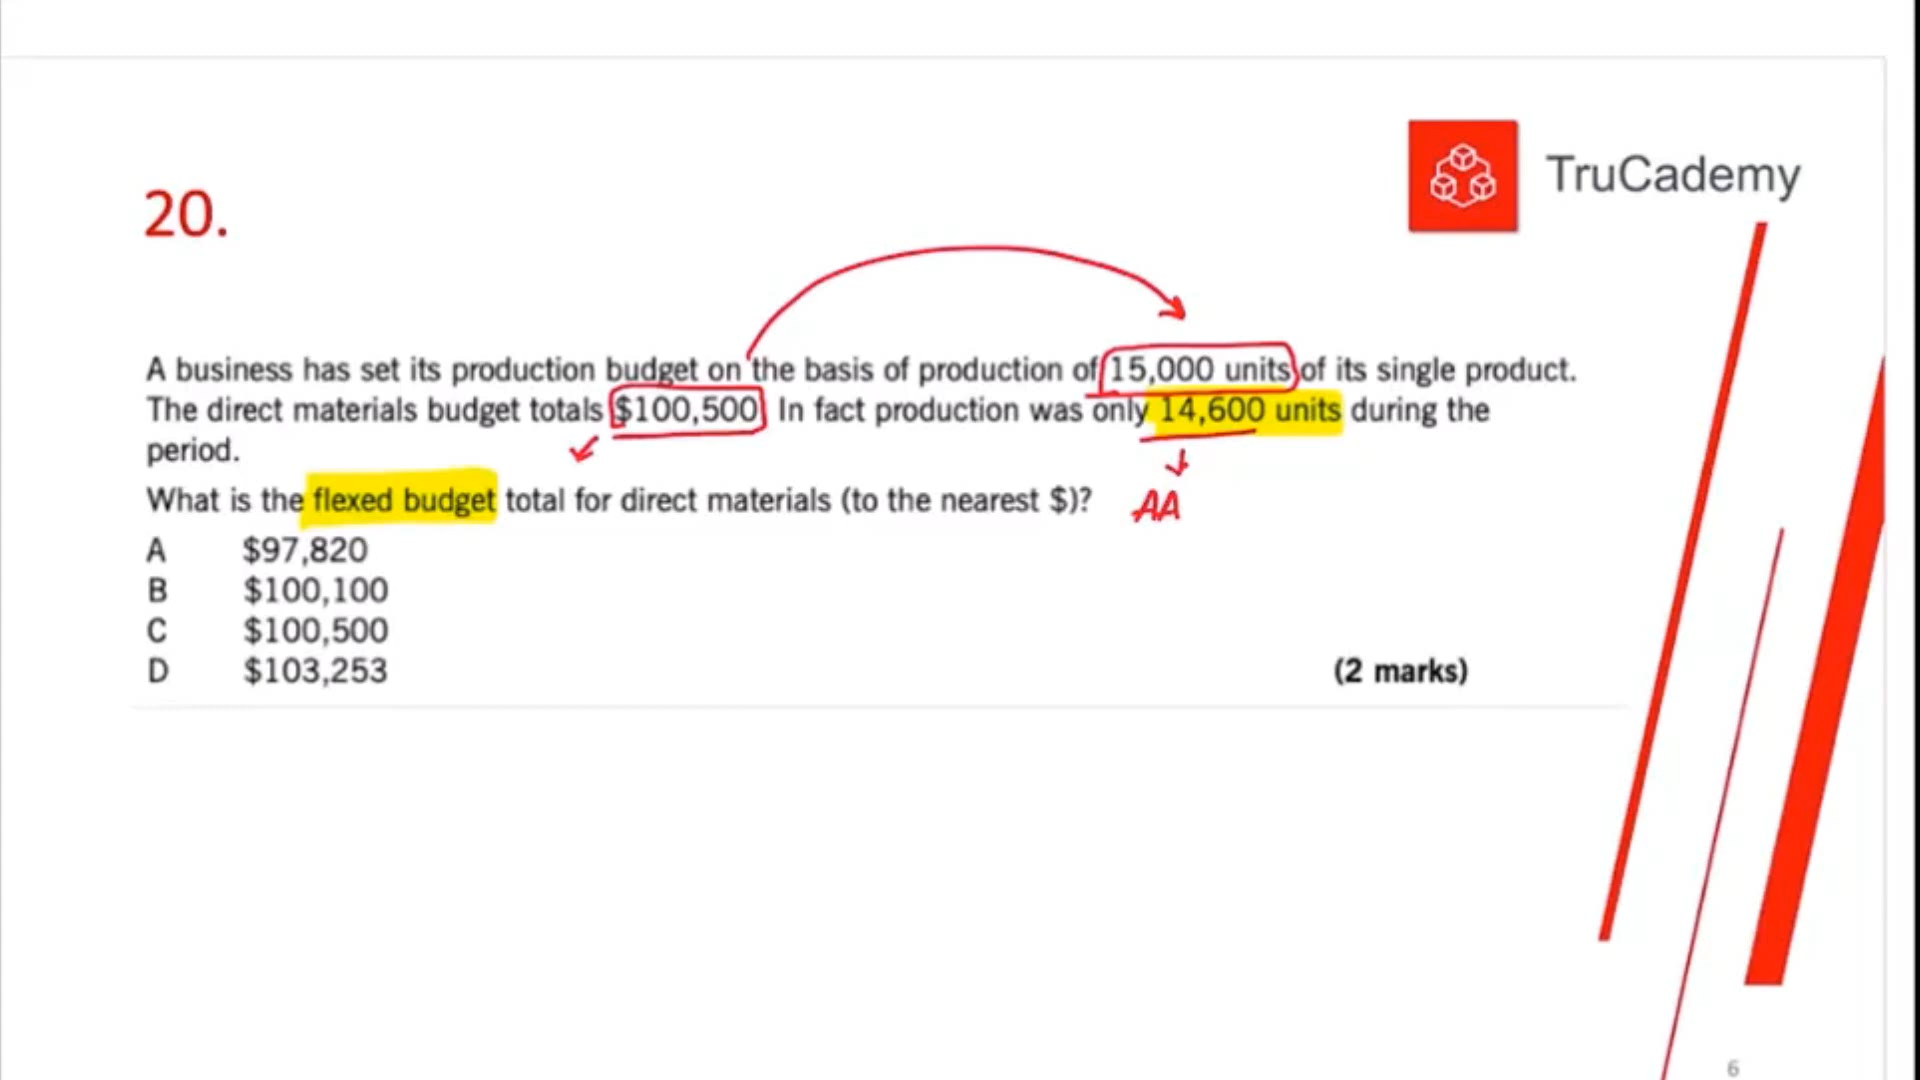 TruCademy
20.
A business has set its production budget on the basis of production of 15,000 units of its single product.
The direct materials budget totals $100,500. In fact production was only 14,600 units during the
period.
What is the flexed budget total for direct materials (to the nearest $)?
AA
A $97,820
B $100,100
C $100,500
D $103,253
(2 marks)
6